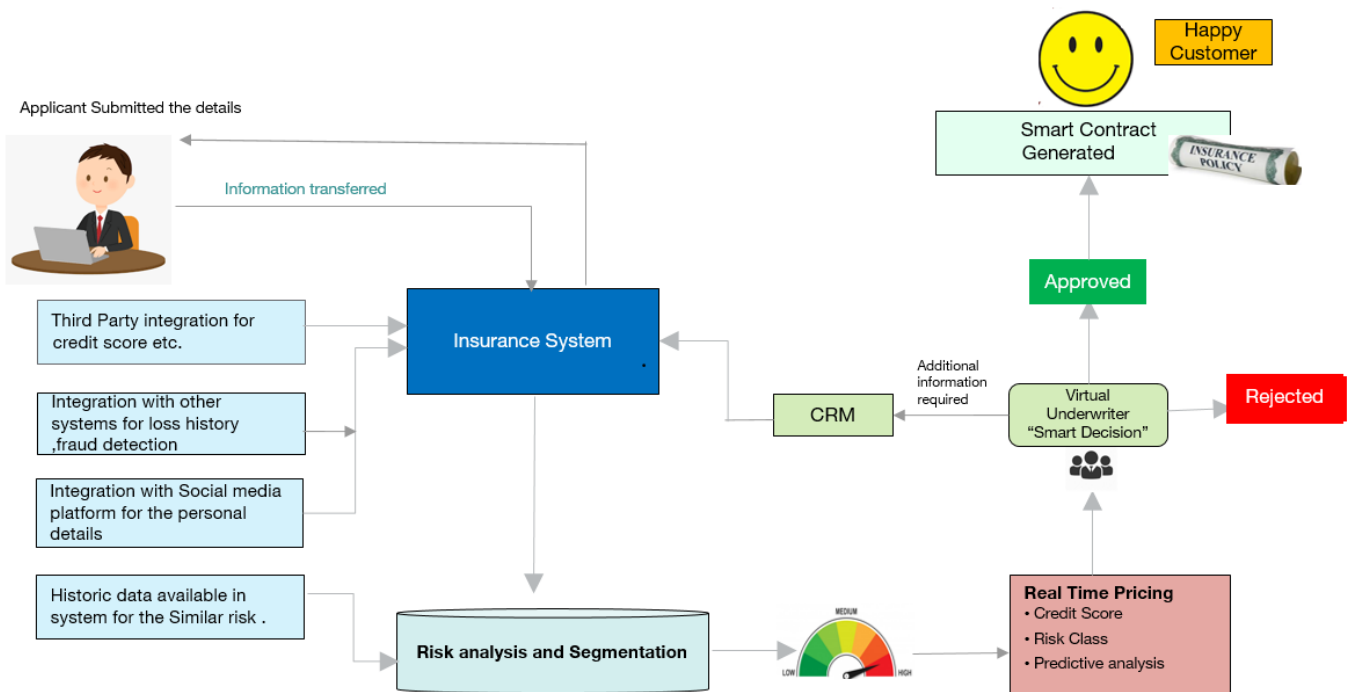 Happy
Customer
Applicant Submitted the details
Smart Contract
Generated
INSURANCE
POLICY
Information transferred
Approved
Third Party integration for
credit score etc.
Insurance System
.
Additional
information
required
Virtual
Underwriter
“Smart Decision”
Rejected
CRM
Integration with other
systems for loss history
,fraud detection
Integration with Social media
platform for the personal
details
Historic data available in
system for the Similar risk .
Risk analysis and Segmentation
LOW
MEDIUM
HIGH
Real Time Pricing
• Credit Score
• Risk Class
• Predictive analysis